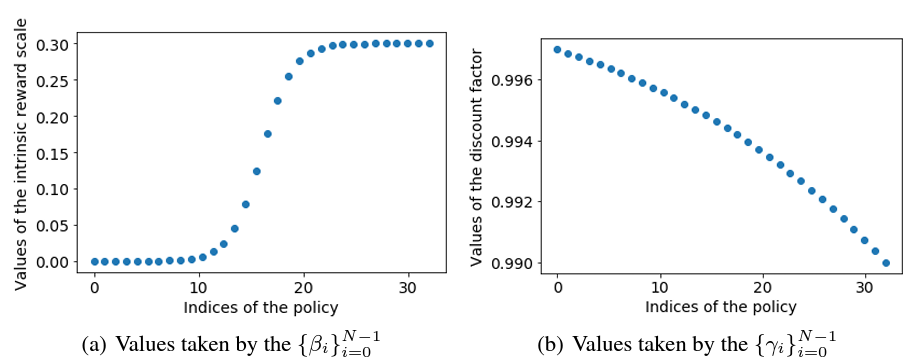 Values of the intrinsic reward scale
0.30
0.25
0.20
0.15
0.10
0.05
0.00
0 10 20 30
Indices of the policy
(a) Values taken by the $\{\beta_i\}_{i=0}^{N-1}$
Values of the discount factor
0.996
0.994
0.992
0.990
0 10 20 30
Indices of the policy
(b) Values taken by the $\{\gamma_i\}_{i=0}^{N-1}$